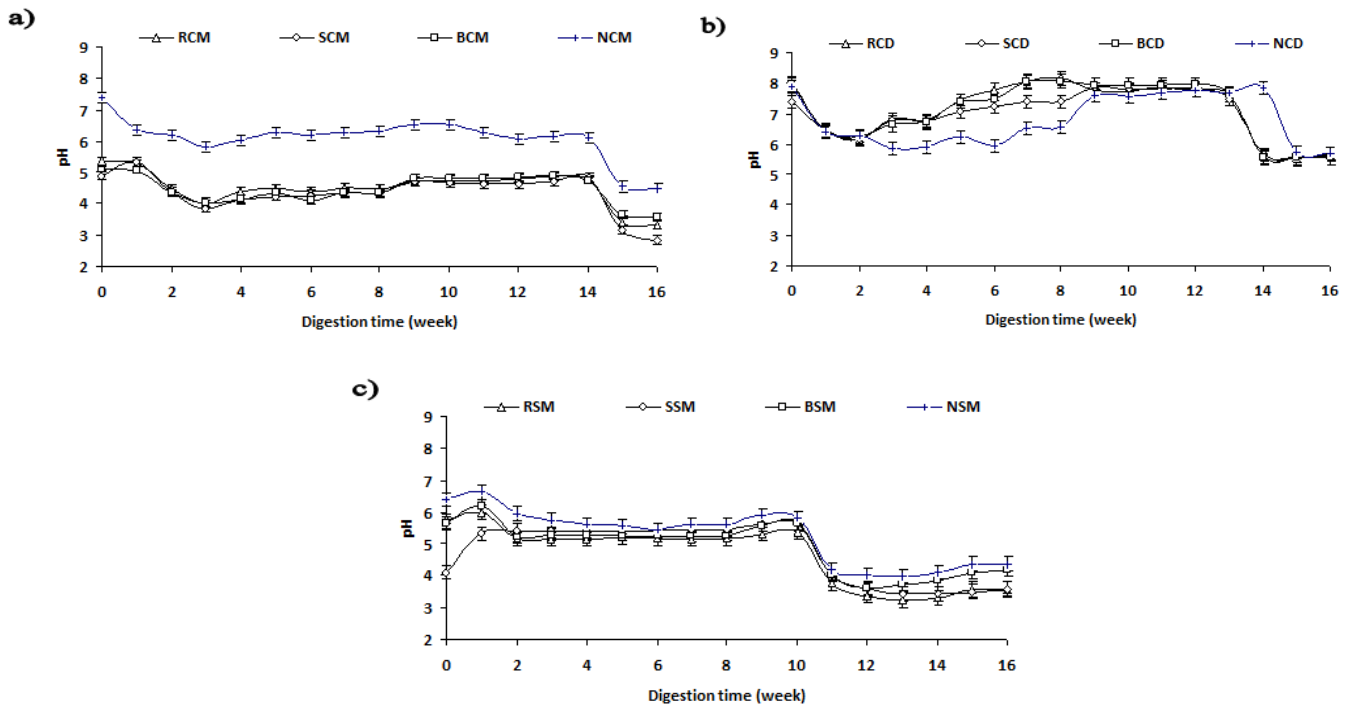 a)
RCM SCM BCM NCM
9
8
7
6
5
4
3
2
pH
0 2 4 6 8 10 12 14 16
Digestion time (week)
b)
RCD SCD BCD NCD
9
8
7
6
5
4
3
2
pH
0 2 4 6 8 10 12 14 16
Digestion time (week)
c)
RSM SSM BSM NSM
9
8
7
6
5
4
3
2
pH
0 2 4 6 8 10 12 14 16
Digestion time (week)